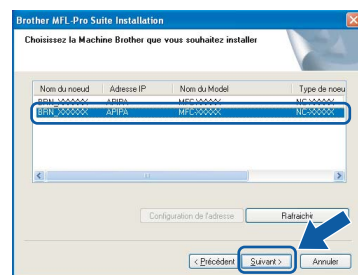 Brother MFL-Pro Suite Installation
Choisissez la Machine Brother que vous souhaitez installer
Nom du noeud Adresse IP Nom du Model Type de noeu
BRN_XXXXXX APIPA MFC-XXXXX NC-XXXXX
BRN_XXXXXX APIPA MFC-XXXXX NC-XXXXX
Configuration de l'adresse Rafraichir
< Précédent Suivant > Annuler